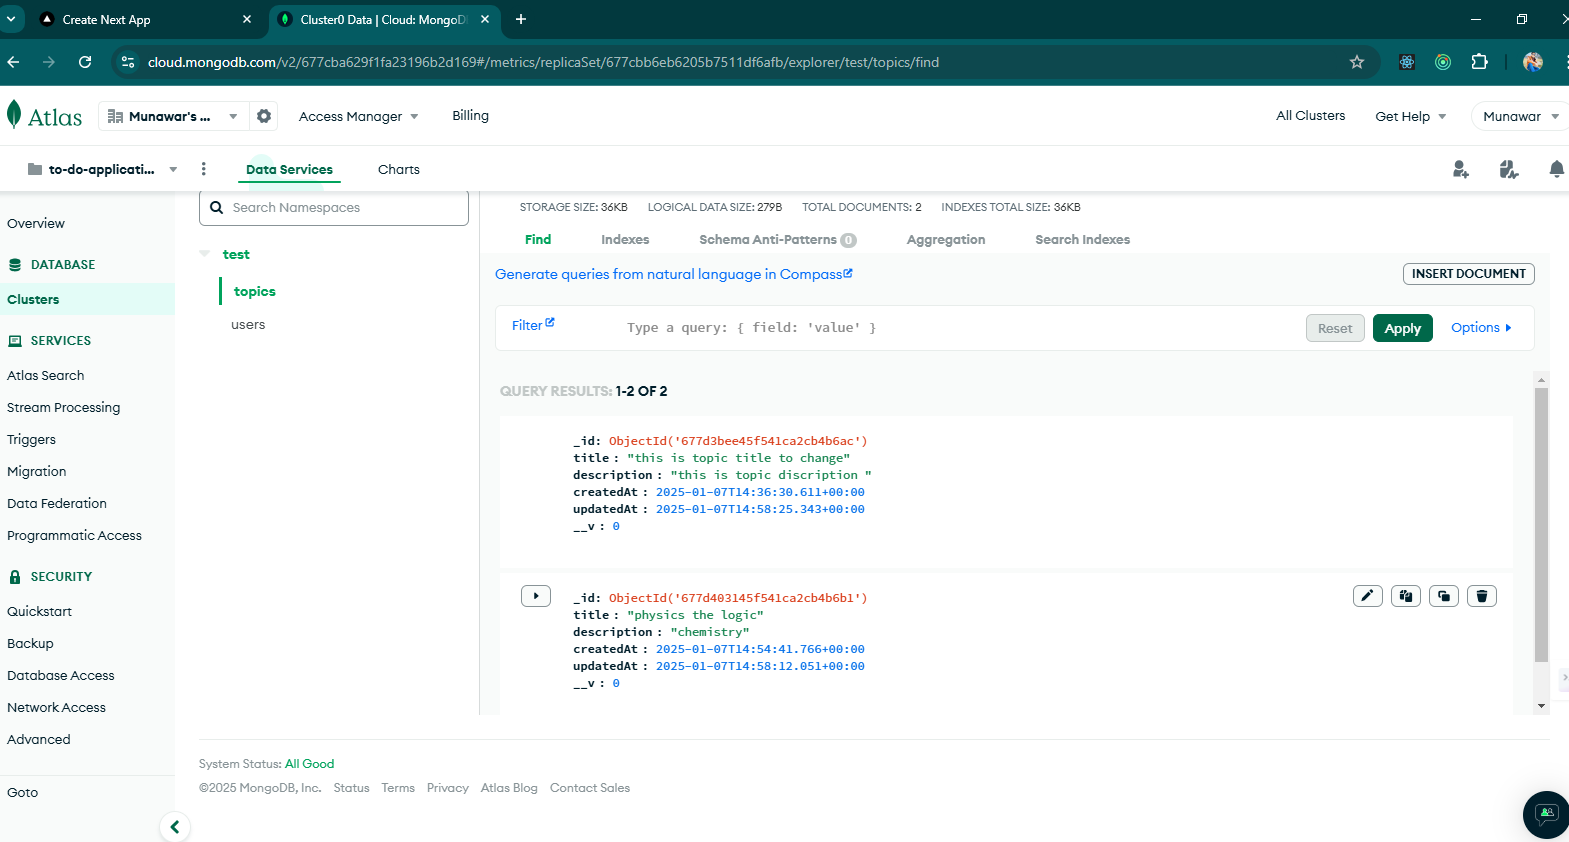 Create Next App
Cluster0 Data | Cloud: MongoD
cloud.mongodb.com/v2/677cba629f1fa23196b2d169#/metrics/replicaSet/677cbb6eb6205b7511df6afb/explorer/test/topics/find
Atlas
Munawar's ...
Access Manager
Billing
All Clusters
Get Help
Munawar
to-do-applicati...
Data Services
Charts
Overview
DATABASE
Clusters
SERVICES
Atlas Search
Stream Processing
Triggers
Migration
Data Federation
Programmatic Access
SECURITY
Quickstart
Backup
Database Access
Network Access
Advanced
Goto
Search Namespaces
test
topics
users
STORAGE SIZE: 36KB LOGICAL DATA SIZE: 279B TOTAL DOCUMENTS: 2 INDEXES TOTAL SIZE: 36KB
Find Indexes Schema Anti-Patterns 0 Aggregation Search Indexes
Generate queries from natural language in Compass
INSERT DOCUMENT
Filter
Type a query: { field: 'value' }
Reset
Apply
Options
QUERY RESULTS: 1-2 OF 2
_id: ObjectId('677d3bee45f541ca2cb4b6ac')
title : "this is topic title to change"
description : "this is topic discription "
createdAt : 2025-01-07T14:36:30.611+00:00
updatedAt : 2025-01-07T14:58:25.343+00:00
__v : 0
_id: ObjectId('677d403145f541ca2cb4b6b1')
title : "physics the logic"
description : "chemistry"
createdAt : 2025-01-07T14:54:41.766+00:00
updatedAt : 2025-01-07T14:58:12.051+00:00
__v : 0
System Status: All Good
©2025 MongoDB, Inc. Status Terms Privacy Atlas Blog Contact Sales